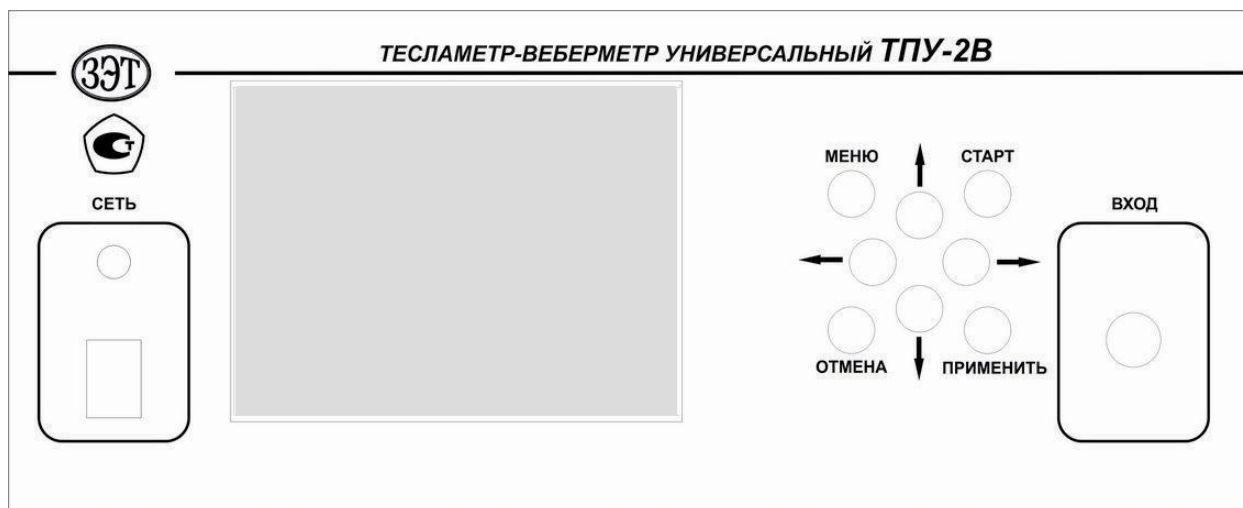 ТЕСЛАМЕТР-ВЕБЕРМЕТР УНИВЕРСАЛЬНЫЙ ТПУ-2В
ЗЭТ
Т
СЕТЬ
МЕНЮ
СТАРТ
ВХОД
ОТМЕНА
ПРИМЕНИТЬ